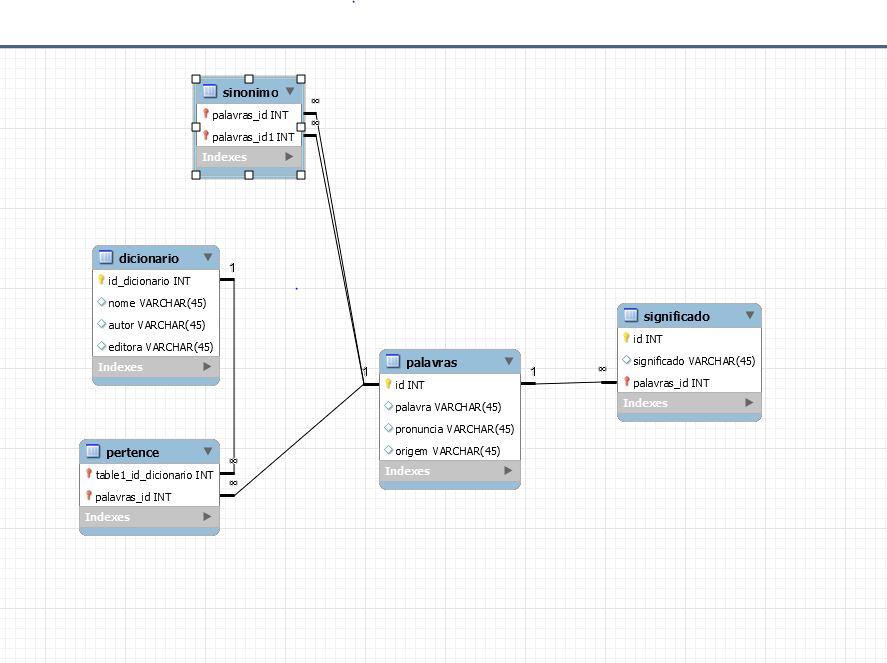 sinonimo
∞
palavras_id INT
∞
palavras_id1 INT
Indexes
dicionario
1
id_dicionario INT
nome VARCHAR(45)
autor VARCHAR(45)
editora VARCHAR(45)
Indexes
significado
id INT
significado VARCHAR(45)
∞
palavras_id INT
Indexes
palavras
1
1
id INT
palavra VARCHAR(45)
pronuncia VARCHAR(45)
origem VARCHAR(45)
Indexes
pertence
∞
table1_id_dicionario INT
∞
palavras_id INT
Indexes